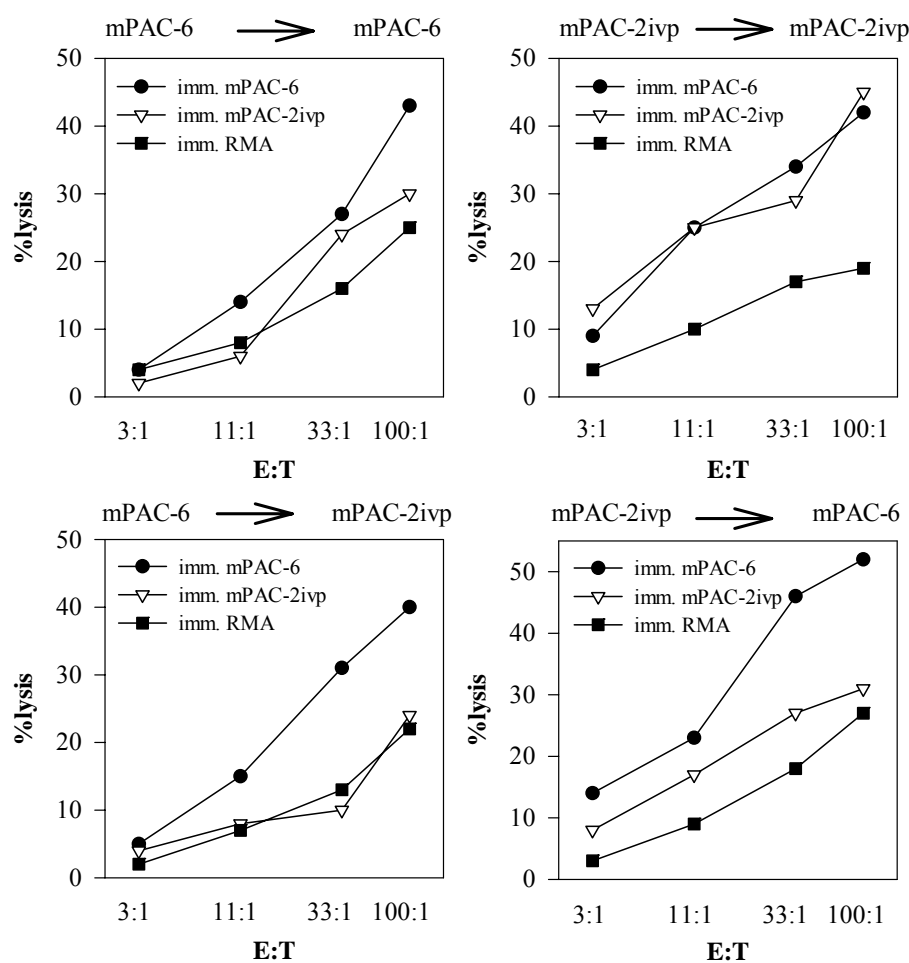 mPAC-6 mPAC-6
50
40
30
20
10
0
%lysis
imm. mPAC-6
imm. mPAC-2ivp
imm. RMA
3:1 11:1 33:1 100:1
E:T
mPAC-2ivp mPAC-2ivp
50
40
30
20
10
0
%lysis
imm. mPAC-6
imm. mPAC-2ivp
imm. RMA
3:1 11:1 33:1 100:1
E:T
mPAC-6 mPAC-2ivp
50
40
30
20
10
0
%lysis
imm. mPAC-6
imm. mPAC-2ivp
imm. RMA
3:1 11:1 33:1 100:1
E:T
mPAC-2ivp mPAC-6
50
40
30
20
10
0
%lysis
imm. mPAC-6
imm. mPAC-2ivp
imm. RMA
3:1 11:1 33:1 100:1
E:T